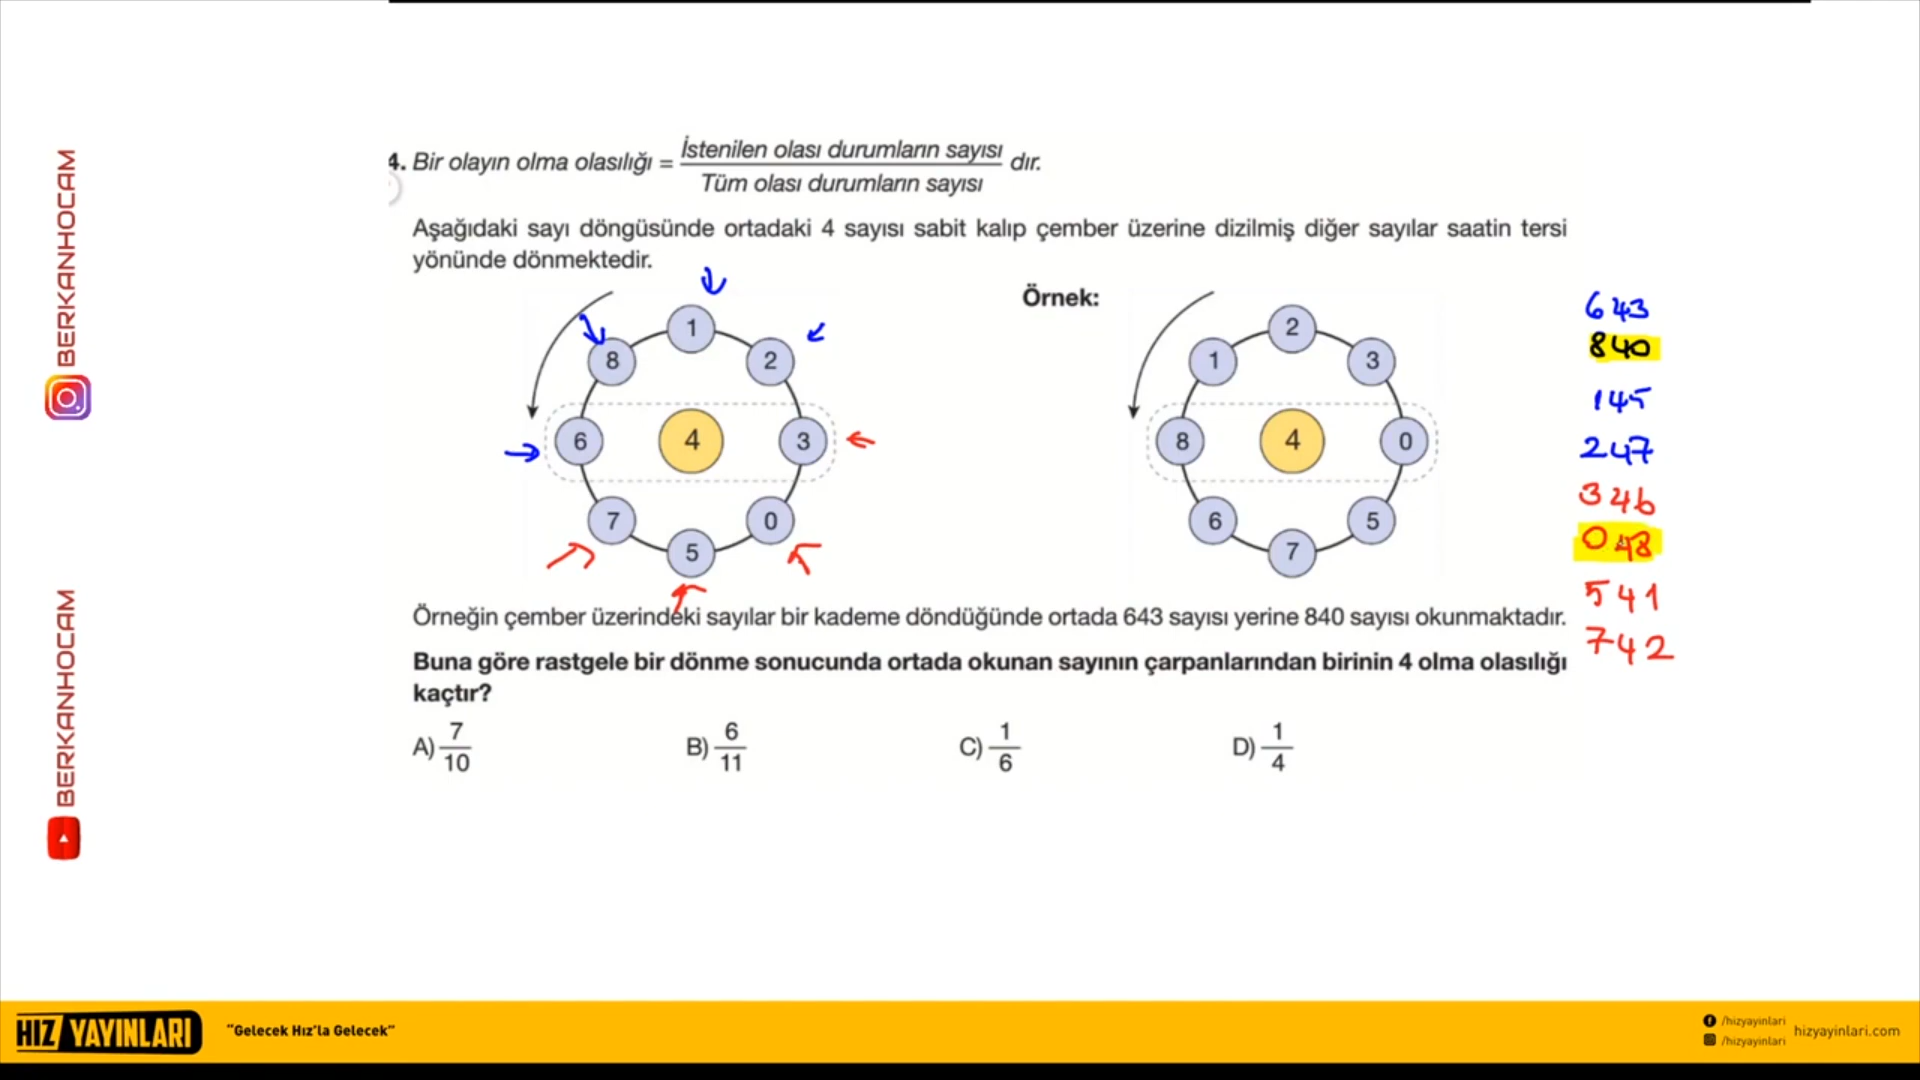 4. Bir olayın olma olasılığı = İstenilen olası durumların sayısı / Tüm olası durumların sayısı dır.
Aşağıdaki sayı döngüsünde ortadaki 4 sayısı sabit kalıp çember üzerine dizilmiş diğer sayılar saatin tersi
yönünde dönmektedir.
1
8 2
6 4 3
7 0
5
Örnek:
2
1 3
8 4 0
6 5
7
643
840
145
247
346
048
541
742
Örneğin çember üzerindeki sayılar bir kademe döndüğünde ortada 643 sayısı yerine 840 sayısı okunmaktadır.
Buna göre rastgele bir dönme sonucunda ortada okunan sayının çarpanlarından birinin 4 olma olasılığı
kaçtır?
A) 7/10 B) 6/11 C) 1/6 D) 1/4
BERKANHOCAM
BERKANHOCAM
HIZ YAYINLARI
“Gelecek Hız’la Gelecek”
/hizyayinlari
/hizyayinlari
hizyayinlari.com